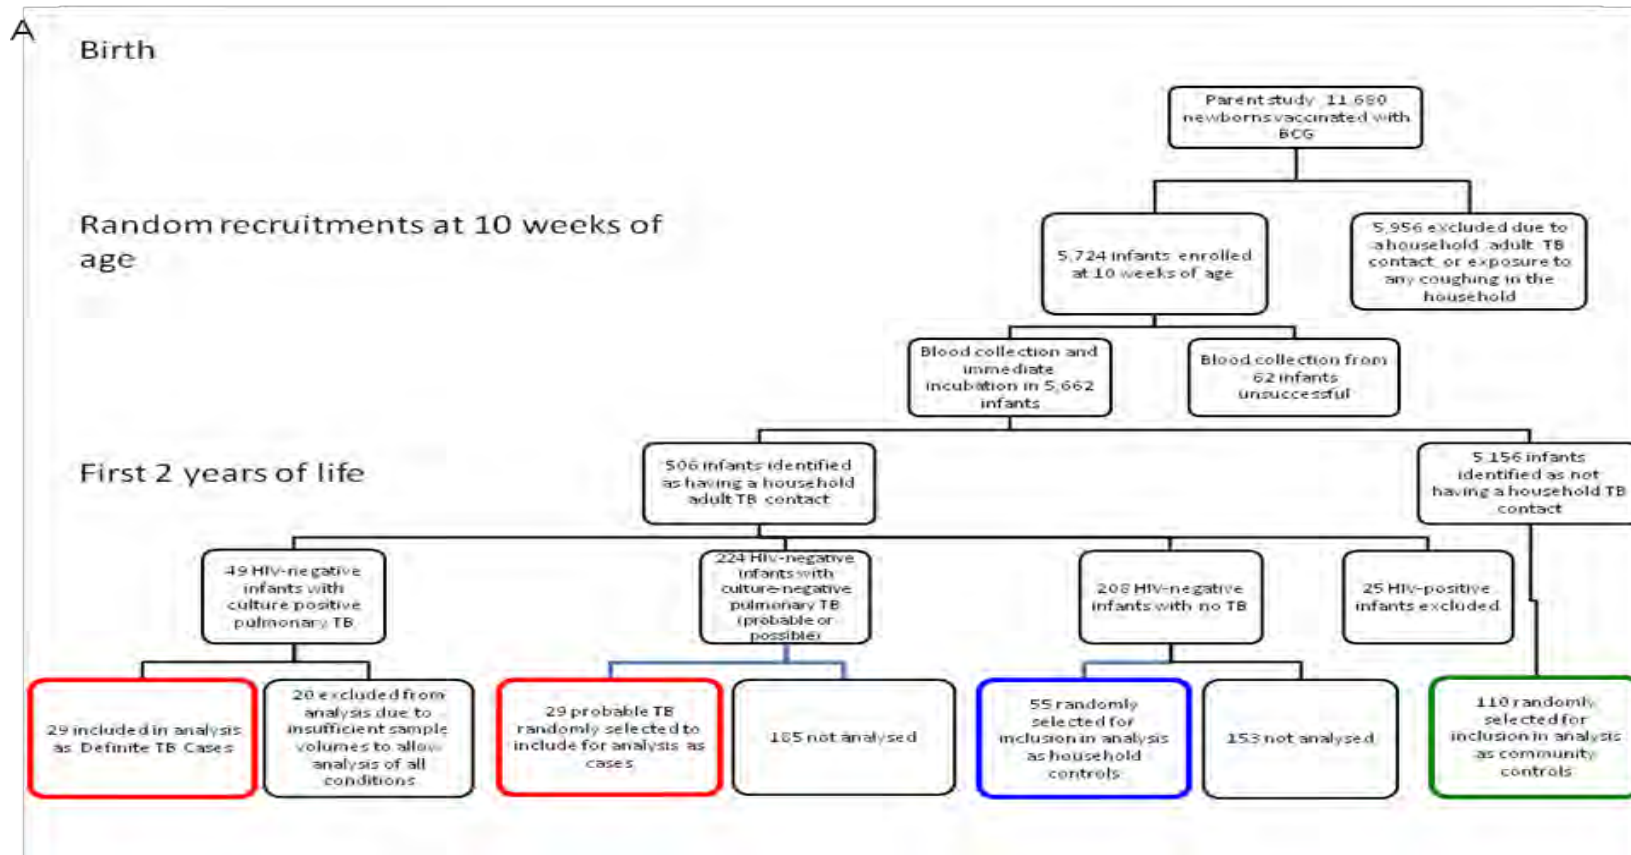 A
Birth
Parent study 11,680
newborns vaccinated with
BCG
Random recruitments at 10 weeks of
age
5,724 infants enrolled
at 10 weeks of age
5,956 excluded due to
a household adult TB
contact or exposure to
any coughing in the
household
Blood collection and
immediate
incubation in 5,662
infants
Blood collection from
62 infants
unsuccessful
First 2 years of life
506 infants identified
as having a household
adult TB contact
5 156 infants
identified as not
having a household TB
contact
49 HIV-negative
infants with
culture positive
pulmonary TB
224 HIV-negative
infants with
culture-negative
pulmonary TB
(probable or
possible)
208 HIV-negative
infants with no TB
25 HIV-positive
infants excluded
29 included in analysis
as Definite TB Cases
20 excluded from
analysis due to
insufficient sample
volumes to allow
analysis of all
conditions
29 probable TB
randomly selected to
include for analysis as
cases
185 not analysed
55 randomly
selected for
inclusion in analysis
as household
controls
153 not analysed
110 randomly
selected for
inclusion in analysis
as community
controls